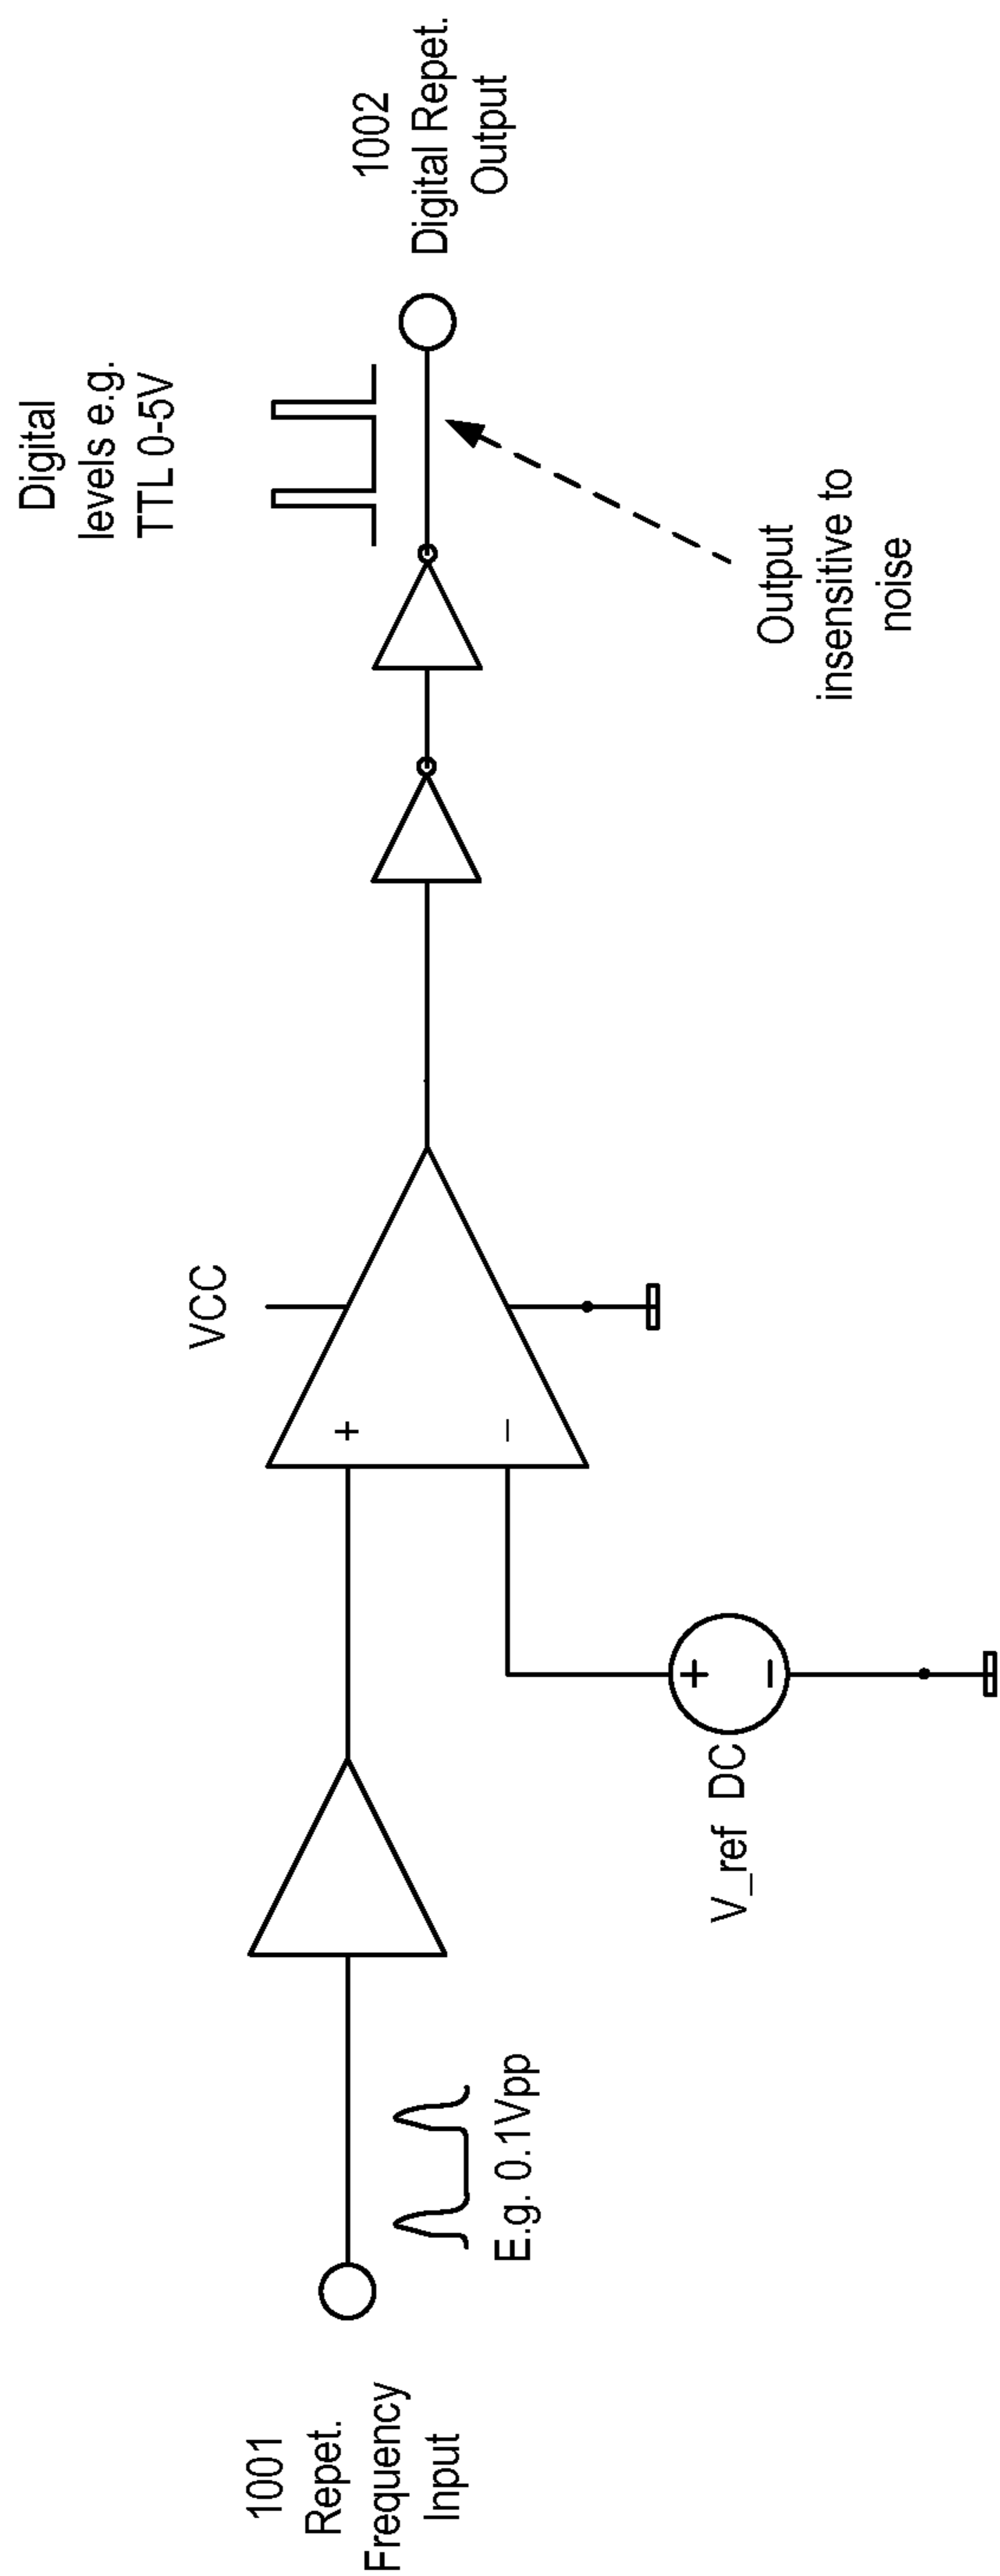 1001
Repet.
Frequency
Input
E.g. 0.1Vpp
V_ref DC
+
−
+
−
VCC
Digital
levels e.g.
TTL 0-5V
1002
Digital Repet.
Output
Output
insensitive to
noise